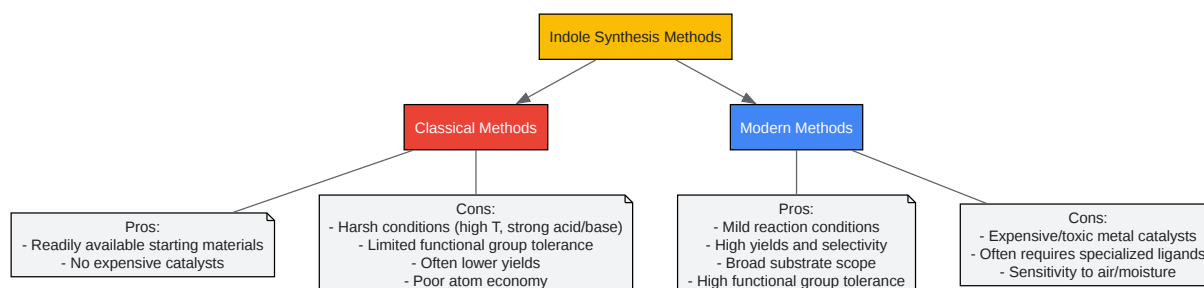 Indole Synthesis Methods
Classical Methods
Modern Methods
Pros:
- Readily available starting materials
- No expensive catalysts
Cons:
- Harsh conditions (high T, strong acid/base)
- Limited functional group tolerance
- Often lower yields
- Poor atom economy
Pros:
- Mild reaction conditions
- High yields and selectivity
- Broad substrate scope
- High functional group tolerance
Cons:
- Expensive/toxic metal catalysts
- Often requires specialized ligands
- Sensitivity to air/moisture